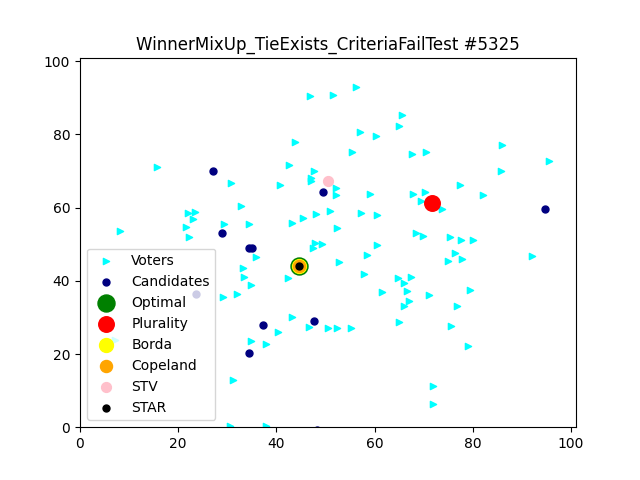 WinnerMixUp_TieExists_CriteriaFailTest #5325
100
80
60
40
20
0
Voters
Candidates
Optimal
Plurality
Borda
Copeland
STV
STAR
0 20 40 60 80 100